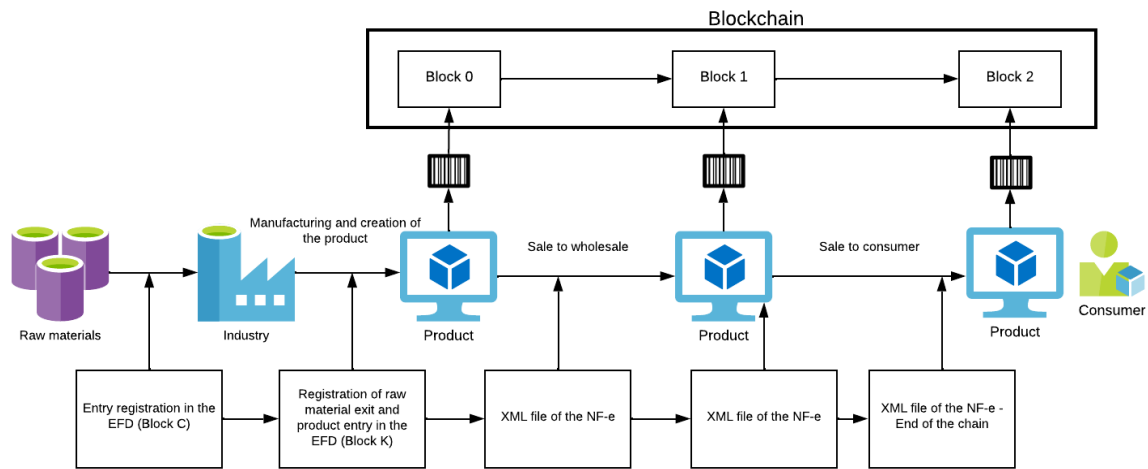 Blockchain
Block 0
Block 1
Block 2
Manufacturing and creation of
the product
Sale to wholesale
Sale to consumer
Raw materials
Industry
Product
Product
Product
Consumer
Entry registration in the
EFD (Block C)
Registration of raw
material exit and
product entry in the
EFD (Block K)
XML file of the NF-e
XML file of the NF-e
XML file of the NF-e -
End of the chain